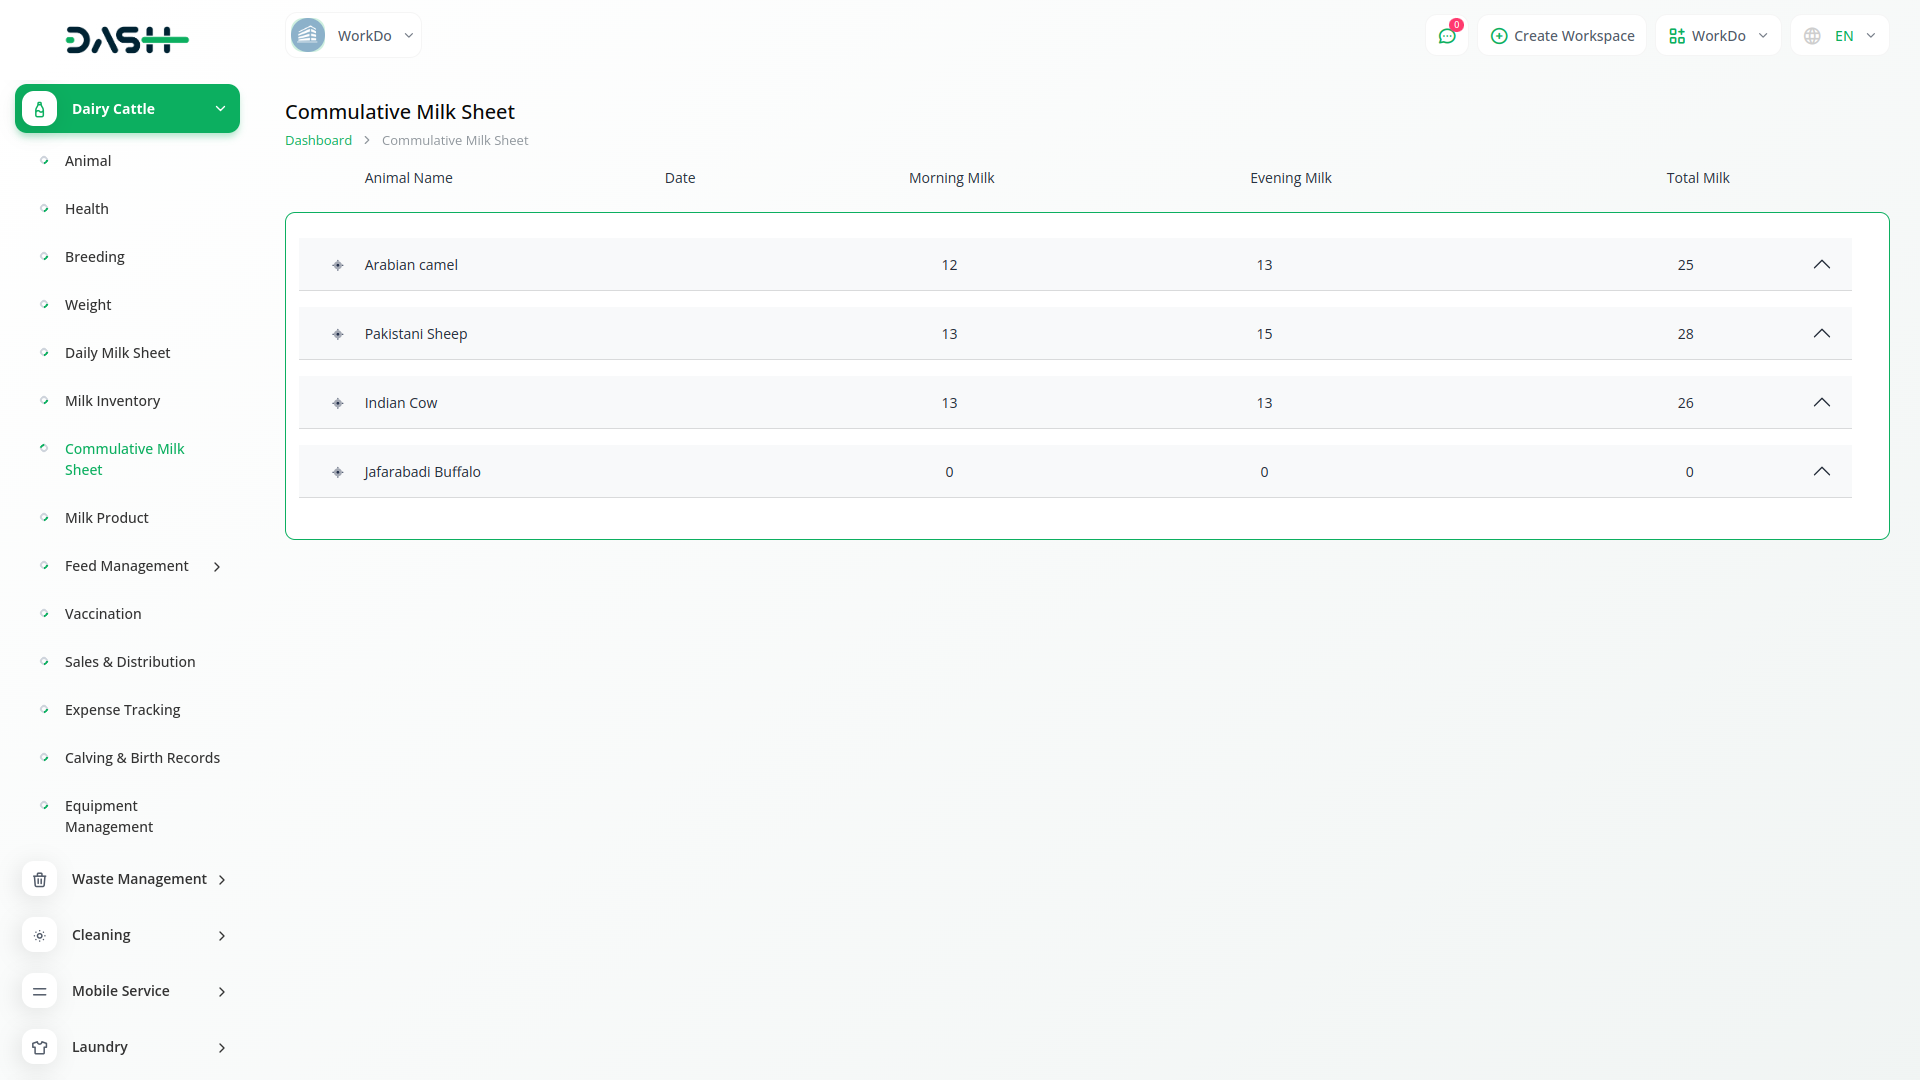 DASH
WorkDo
0
Create Workspace
WorkDo
EN
Dairy Cattle
Animal
Health
Breeding
Weight
Daily Milk Sheet
Milk Inventory
Commulative Milk
Sheet
Milk Product
Feed Management
Vaccination
Sales & Distribution
Expense Tracking
Calving & Birth Records
Equipment
Management
Waste Management
Cleaning
Mobile Service
Laundry
Commulative Milk Sheet
Dashboard > Commulative Milk Sheet
Animal Name Date Morning Milk Evening Milk Total Milk
Arabian camel 12 13 25
Pakistani Sheep 13 15 28
Indian Cow 13 13 26
Jafarabadi Buffalo 0 0 0